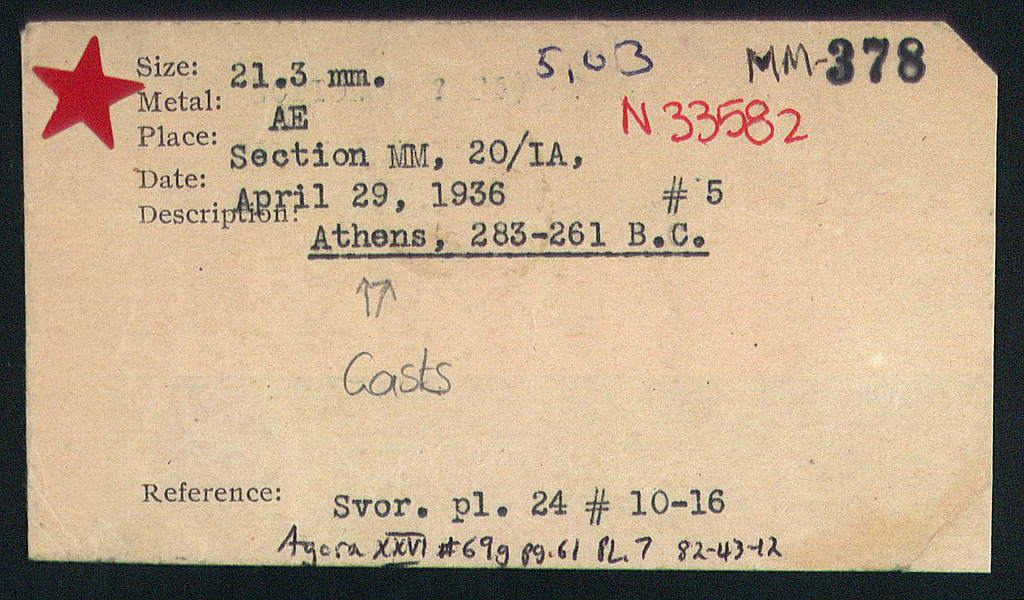 5,03 MM-378
Size: 21.3 mm.
N33582
Metal: AE
Place: Section MM, 20/IA,
Date: April 29, 1936 # 5
Description:
Athens, 283-261 B.C.
↑↑
Casts
Reference: Svor. pl. 24 # 10-16
Agora XXVI #69g pg.61 PL.7 82-43-12